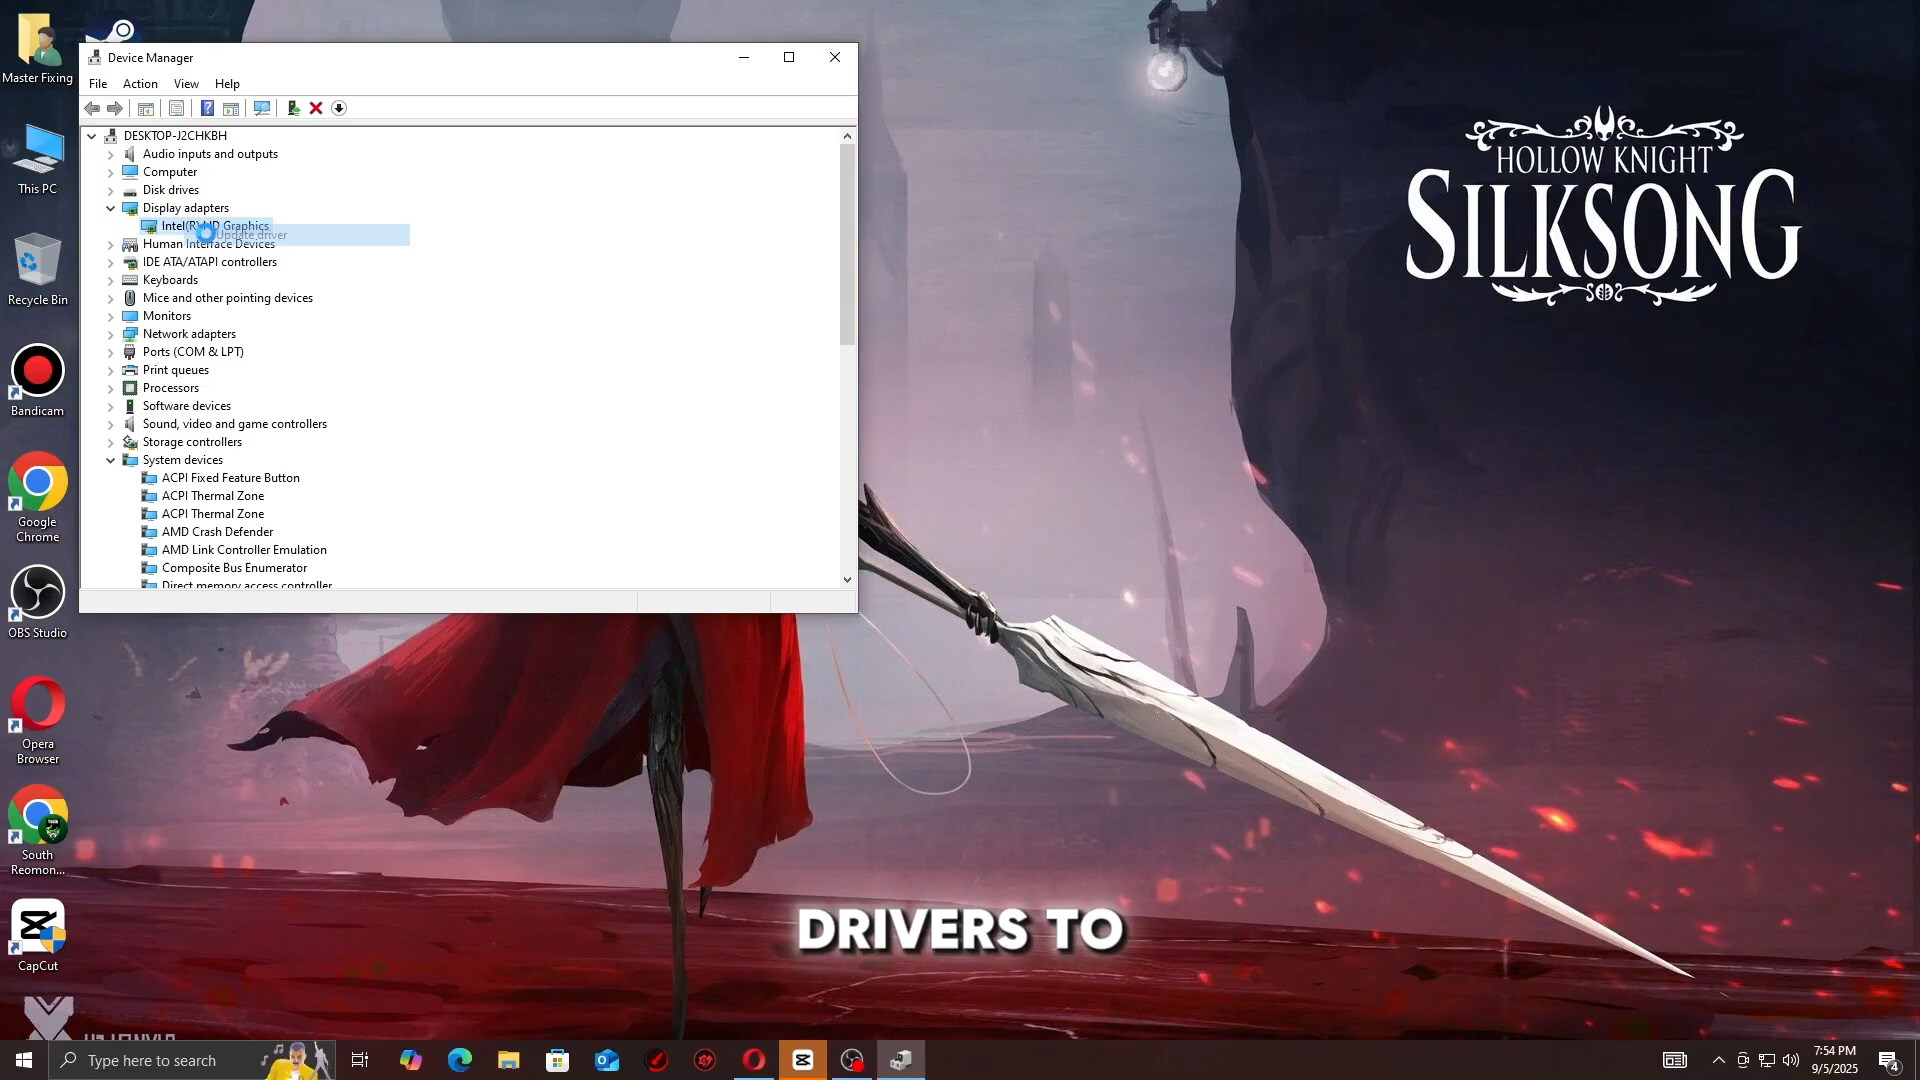 Master Fixing
This PC
Recycle Bin
Bandicam
Google
Chrome
OBS Studio
Opera
Browser
South
Reomon...
CapCut
Device Manager
File Action View Help
DESKTOP-J2CHKBH
Audio inputs and outputs
Computer
Disk drives
Display adapters
Intel(R) HD Graphics
Update driver
Human Interface Devices
IDE ATA/ATAPI controllers
Keyboards
Mice and other pointing devices
Monitors
Network adapters
Ports (COM & LPT)
Print queues
Processors
Software devices
Sound, video and game controllers
Storage controllers
System devices
ACPI Fixed Feature Button
ACPI Thermal Zone
ACPI Thermal Zone
AMD Crash Defender
AMD Link Controller Emulation
Composite Bus Enumerator
Direct memory access controller
HOLLOW KNIGHT
SILKSONG
DRIVERS TO
Type here to search
7:54 PM
9/5/2025
4